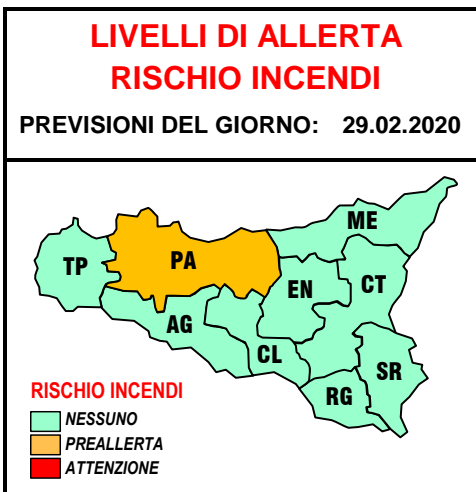 LIVELLI DI ALLERTA
RISCHIO INCENDI
PREVISIONI DEL GIORNO: 29.02.2020
ME
TP
PA
EN
CT
AG
CL
SR
RG
RISCHIO INCENDI
NESSUNO
PREALLERTA
ATTENZIONE